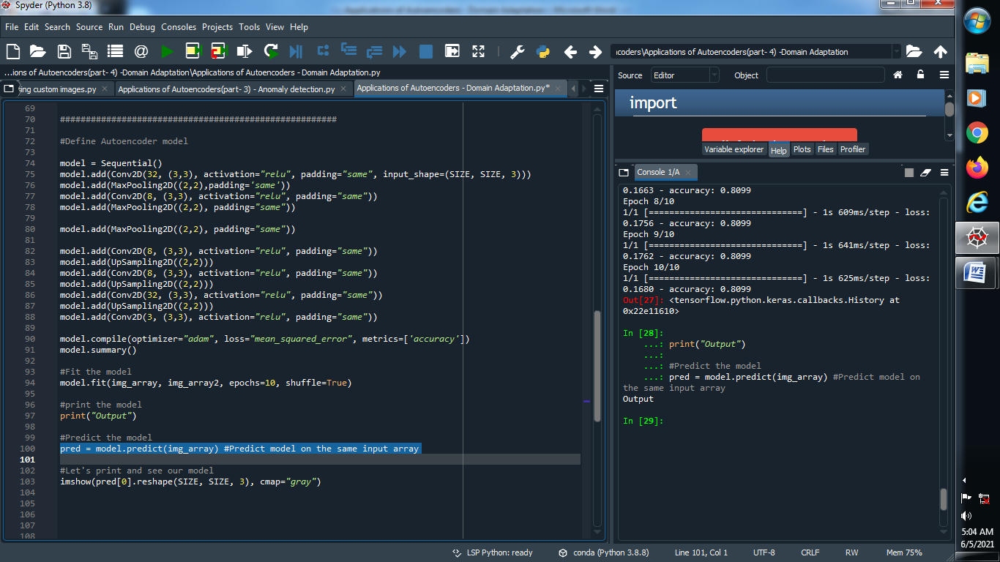 Spyder (Python 3.8)
File Edit Search Source Run Debug Consoles Projects Tools View Help
:oders\Applications of Autoencoders(part- 4) -Domain Adaptation
...ions of Autoencoders(part- 4) -Domain Adaptation\Applications of Autoencoders - Domain Adaptation.py
ing custom images.py Applications of Autoencoders(part- 3) - Anomaly detection.py Applications of Autoencoders - Domain Adaptation.py*
69
70 ######################################################
71
72 #Define Autoencoder model
73
74 model = Sequential()
75 model.add(Conv2D(32, (3,3), activation="relu", padding="same", input_shape=(SIZE, SIZE, 3)))
76 model.add(MaxPooling2D((2,2),padding='same'))
77 model.add(Conv2D(8, (3,3), activation="relu", padding="same"))
78 model.add(MaxPooling2D((2,2), padding="same"))
79
80 model.add(MaxPooling2D((2,2), padding="same"))
81
82 model.add(Conv2D(8, (3,3), activation="relu", padding="same"))
83 model.add(UpSampling2D((2,2)))
84 model.add(Conv2D(8, (3,3), activation="relu", padding="same"))
85 model.add(UpSampling2D((2,2)))
86 model.add(Conv2D(32, (3,3), activation="relu", padding="same"))
87 model.add(UpSampling2D((2,2)))
88 model.add(Conv2D(3, (3,3), activation="relu", padding="same"))
89
90 model.compile(optimizer="adam", loss="mean_squared_error", metrics=['accuracy'])
91 model.summary()
92
93 #Fit the model
94 model.fit(img_array, img_array2, epochs=10, shuffle=True)
95
96 #print the model
97 print("Output")
98
99 #Predict the model
100 pred = model.predict(img_array) #Predict model on the same input array
101
102 #Let's print and see our model
103 imshow(pred[0].reshape(SIZE, SIZE, 3), cmap="gray")
104
105
106
107
108
Source Editor Object
import
Variable explorer Help Plots Files Profiler
Console 1/A
0.1663 - accuracy: 0.8099
Epoch 8/10
1/1 [==============================] - 1s 609ms/step - loss:
0.1756 - accuracy: 0.8099
Epoch 9/10
1/1 [==============================] - 1s 641ms/step - loss:
0.1762 - accuracy: 0.8099
Epoch 10/10
1/1 [==============================] - 1s 625ms/step - loss:
0.1680 - accuracy: 0.8099
Out[27]: <tensorflow.python.keras.callbacks.History at
0x22e11610>
In [28]:
...: print("Output")
...:
...: #Predict the model
...: pred = model.predict(img_array) #Predict model on
the same input array
Output
In [29]:
LSP Python: ready conda (Python 3.8.8) Line 101, Col 1 UTF-8 CRLF RW Mem 75%
5:04 AM
6/5/2021